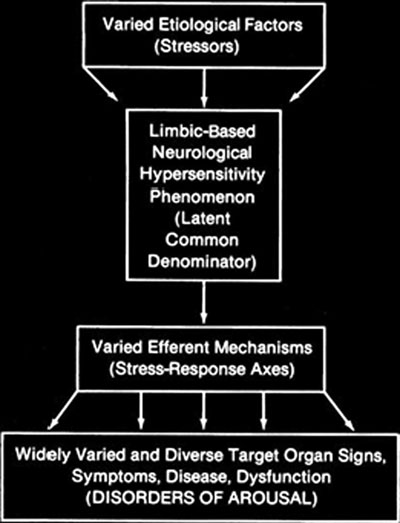 Varied Etiological Factors
(Stressors)
Limbic-Based
Neurological
Hypersensitivity
Phenomenon
(Latent
Common
Denominator)
Varied Efferent Mechanisms
(Stress-Response Axes)
Widely Varied and Diverse Target Organ Signs,
Symptoms, Disease, Dysfunction
(DISORDERS OF AROUSAL)